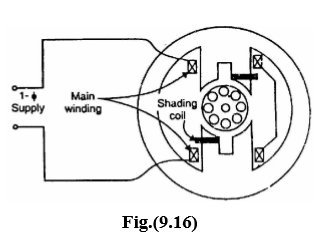 1- ϕ
Supply
Main
winding
Shading
coil
Fig.(9.16)